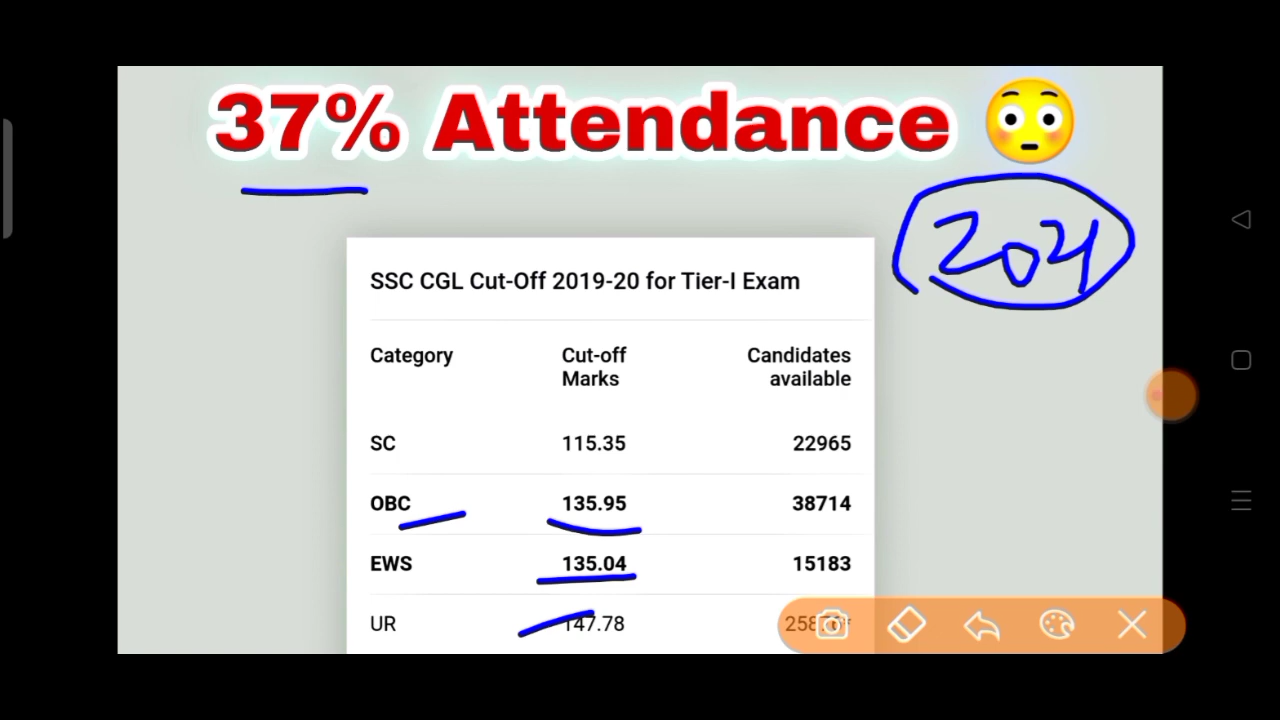 37% Attendance
2021
SSC CGL Cut-Off 2019-20 for Tier-I Exam
Category Cut-off Marks Candidates available
SC 115.35 22965
OBC 135.95 38714
EWS 135.04 15183
UR 147.78